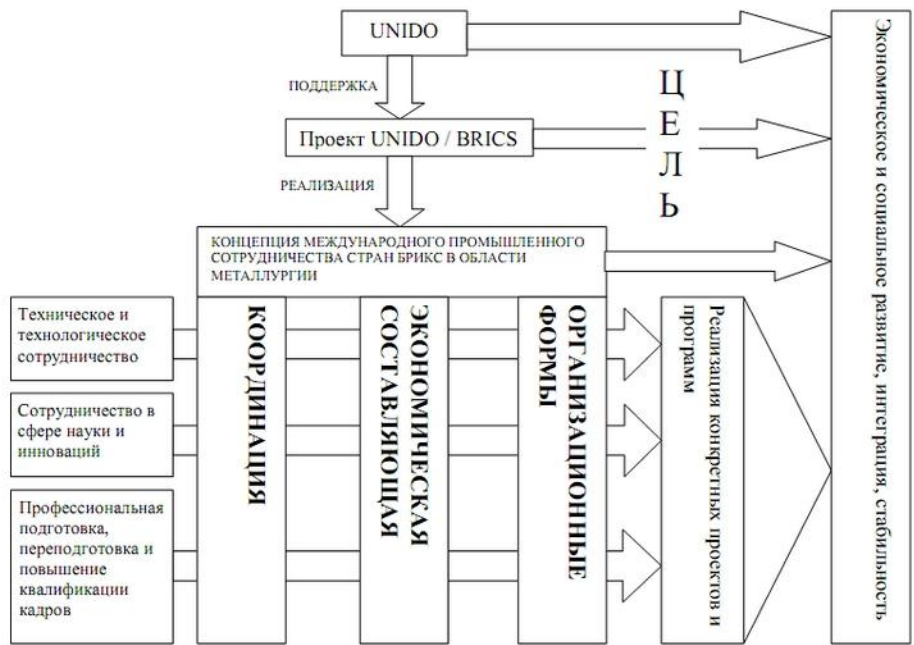 UNIDO
ПОДДЕРЖКА
Проект UNIDO / BRICS
РЕАЛИЗАЦИЯ
ЦЕЛЬ
КОНЦЕПЦИЯ МЕЖДУНАРОДНОГО ПРОМЫШЛЕННОГО
СОТРУДНИЧЕСТВА СТРАН БРИКС В ОБЛАСТИ
МЕТАЛЛУРГИИ
Техническое и
технологическое
сотрудничество
Сотрудничество в
сфере науки и
инноваций
Профессиональная
подготовка,
переподготовка и
повышение
квалификации
кадров
КООРДИНАЦИЯ
ЭКОНОМИЧЕСКАЯ
СОСТАВЛЯЮЩАЯ
ОРГАНИЗАЦИОННЫЕ
ФОРМЫ
Реализация конкретных проектов и
программ
Экономическое и социальное развитие, интеграция, стабильность